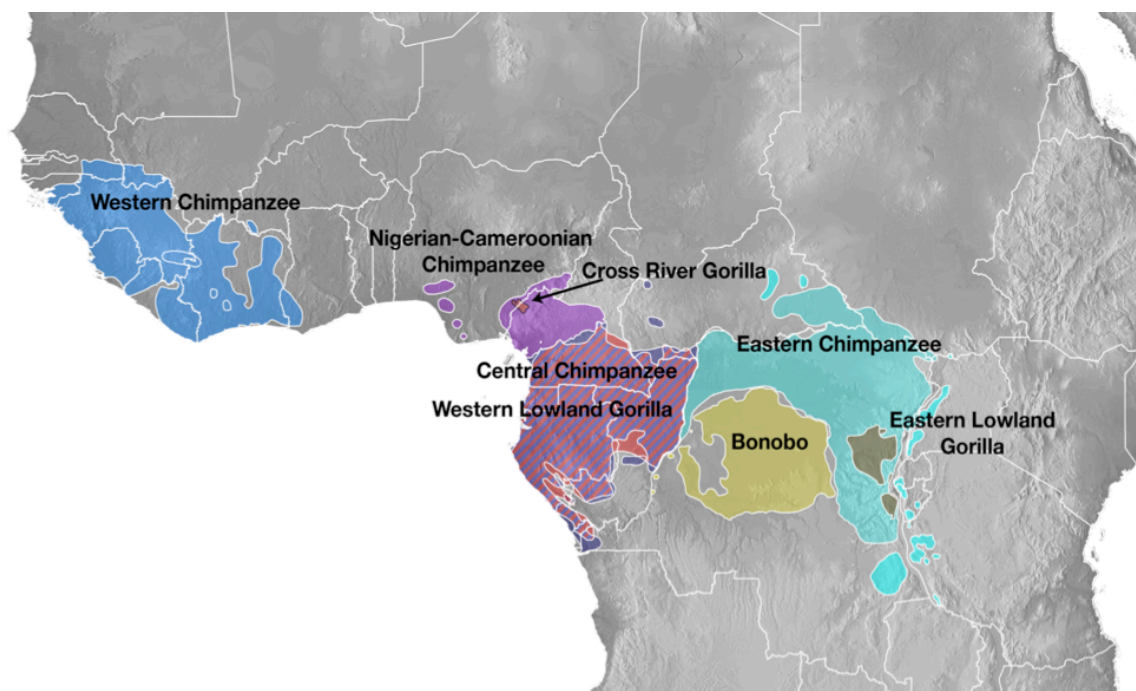 Western Chimpanzee
Nigerian-Cameroonian
Chimpanzee
Cross River Gorilla
Central Chimpanzee
Western Lowland Gorilla
Eastern Chimpanzee
Bonobo
Eastern Lowland
Gorilla